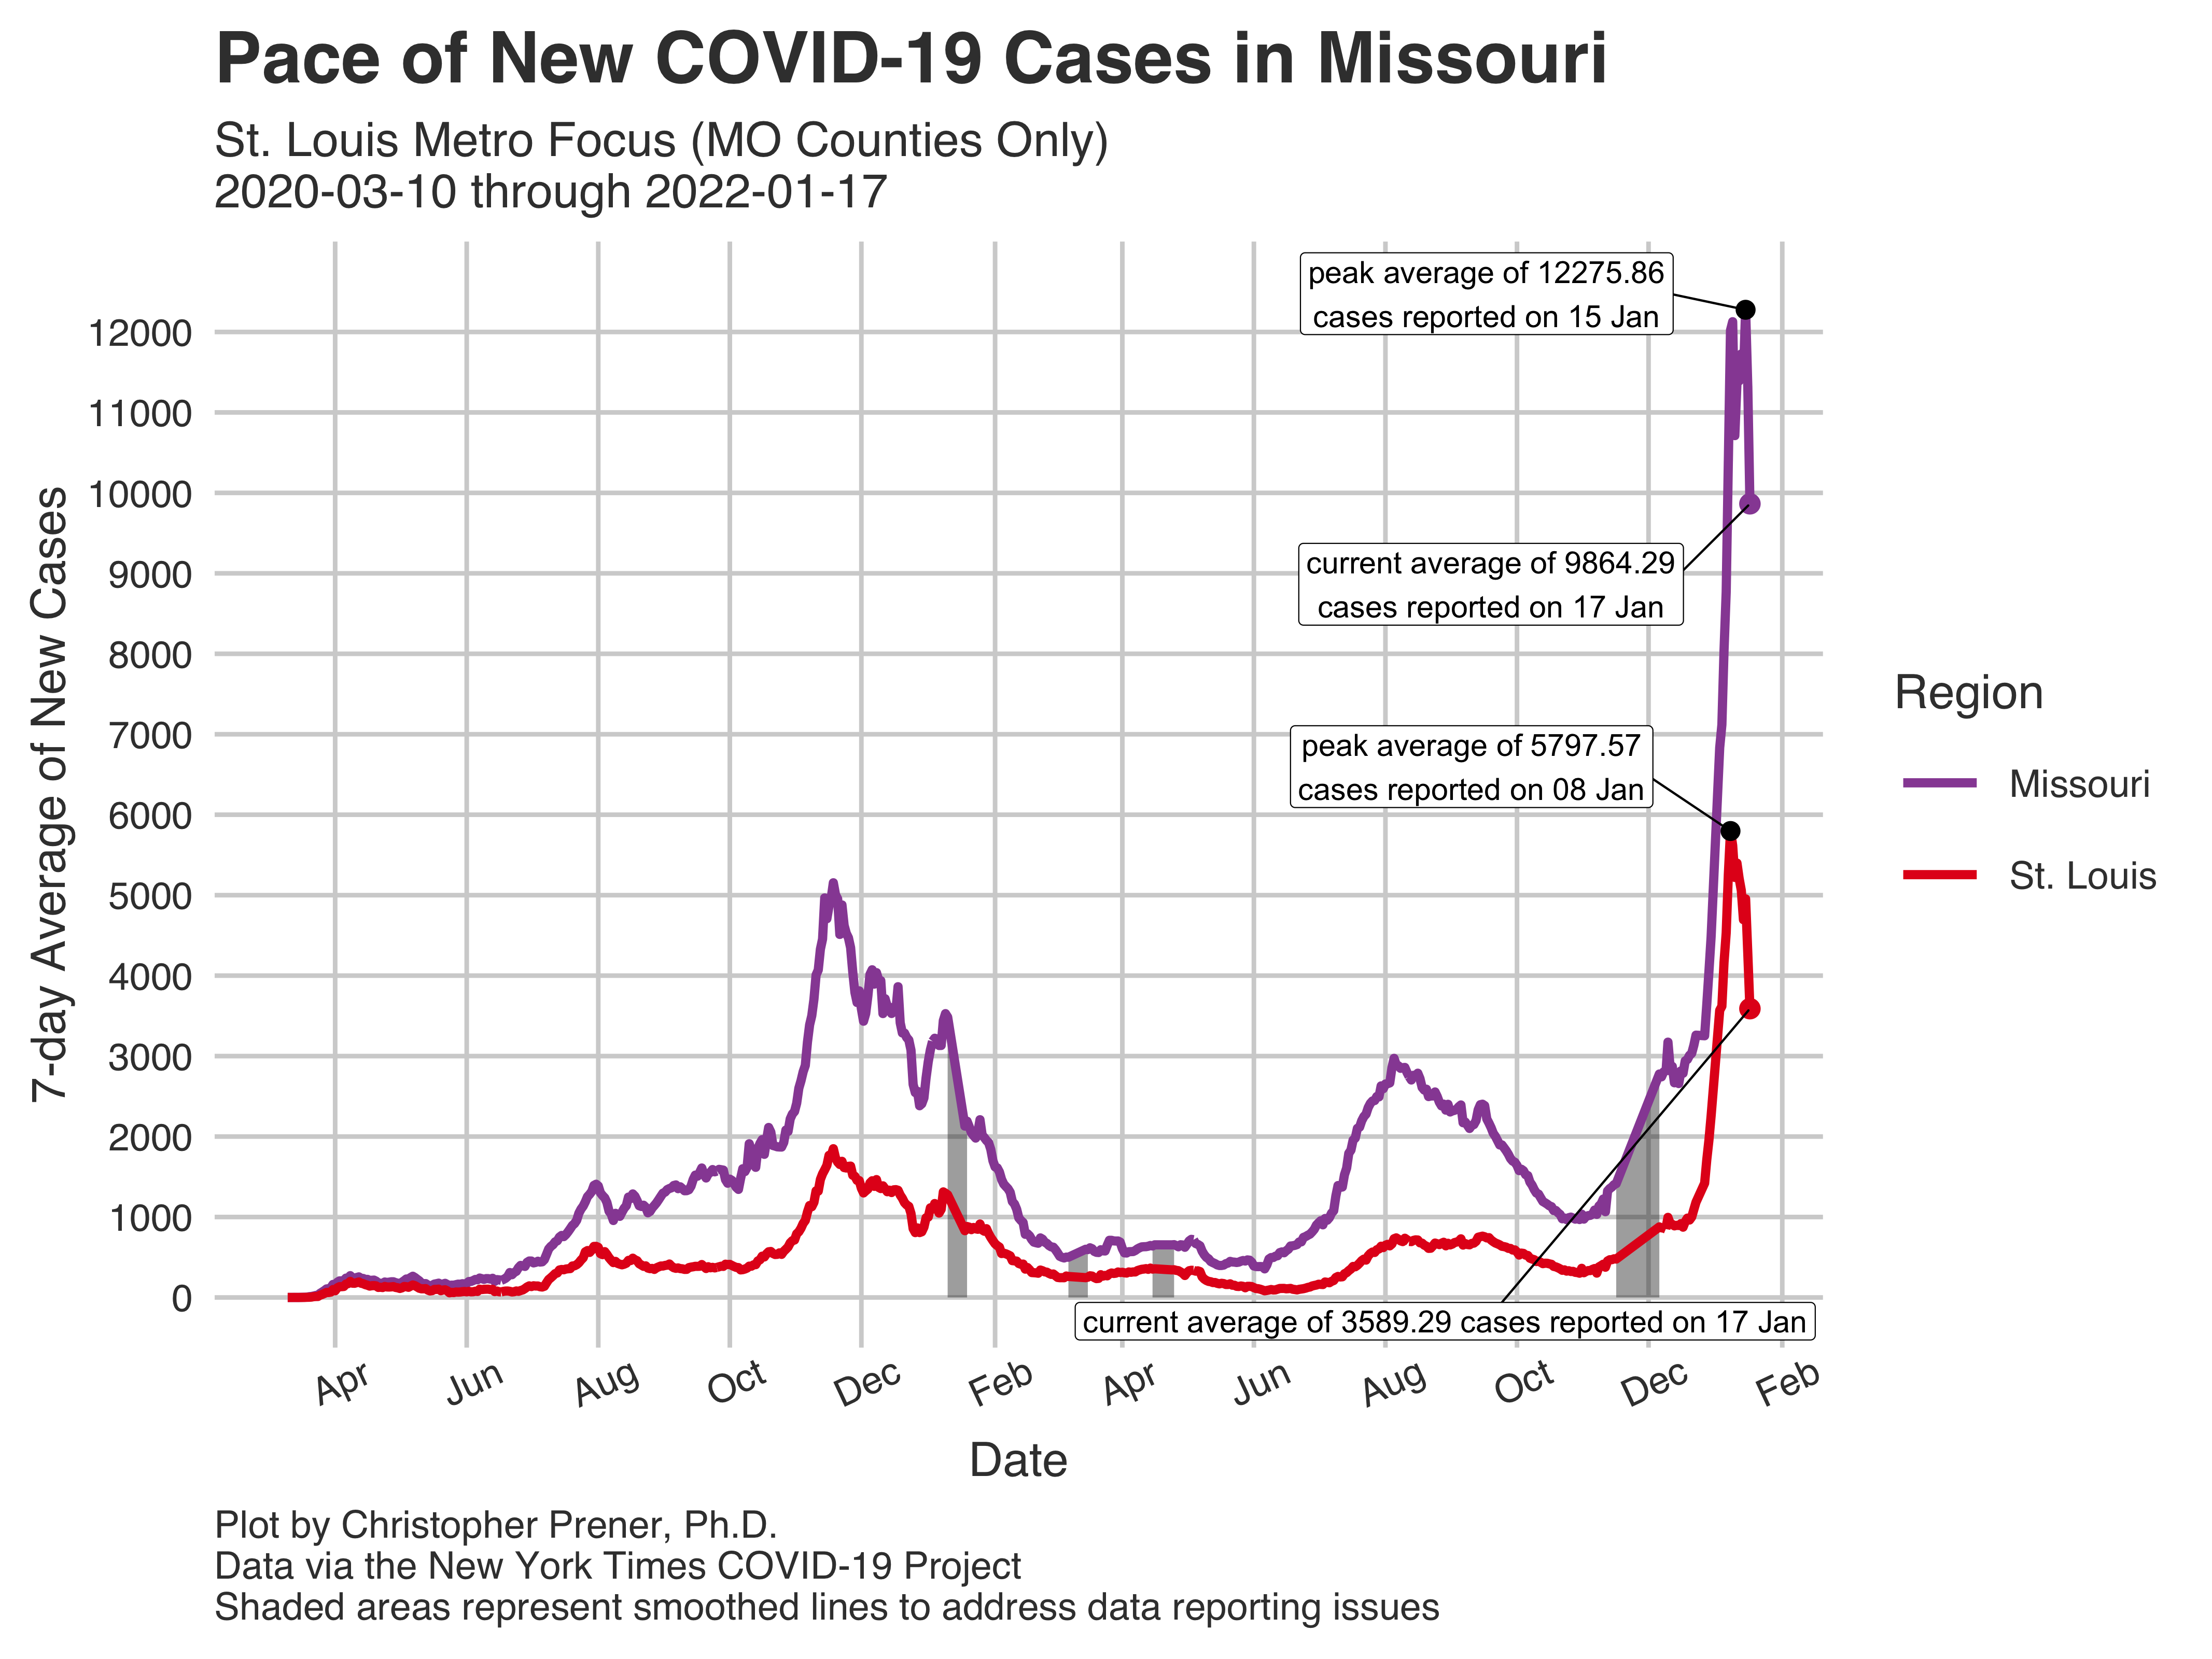 Pace of New COVID-19 Cases in Missouri
St. Louis Metro Focus (MO Counties Only)
2020-03-10 through 2022-01-17
7-day Average of New Cases
12000
11000
10000
9000
8000
7000
6000
5000
4000
3000
2000
1000
0
peak average of 12275.86
cases reported on 15 Jan
current average of 9864.29
cases reported on 17 Jan
peak average of 5797.57
cases reported on 08 Jan
current average of 3589.29 cases reported on 17 Jan
Apr
Jun
Aug
Oct
Dec
Feb
Apr
Jun
Aug
Oct
Dec
Feb
Date
Region
Missouri
St. Louis
Plot by Christopher Prener, Ph.D.
Data via the New York Times COVID-19 Project
Shaded areas represent smoothed lines to address data reporting issues